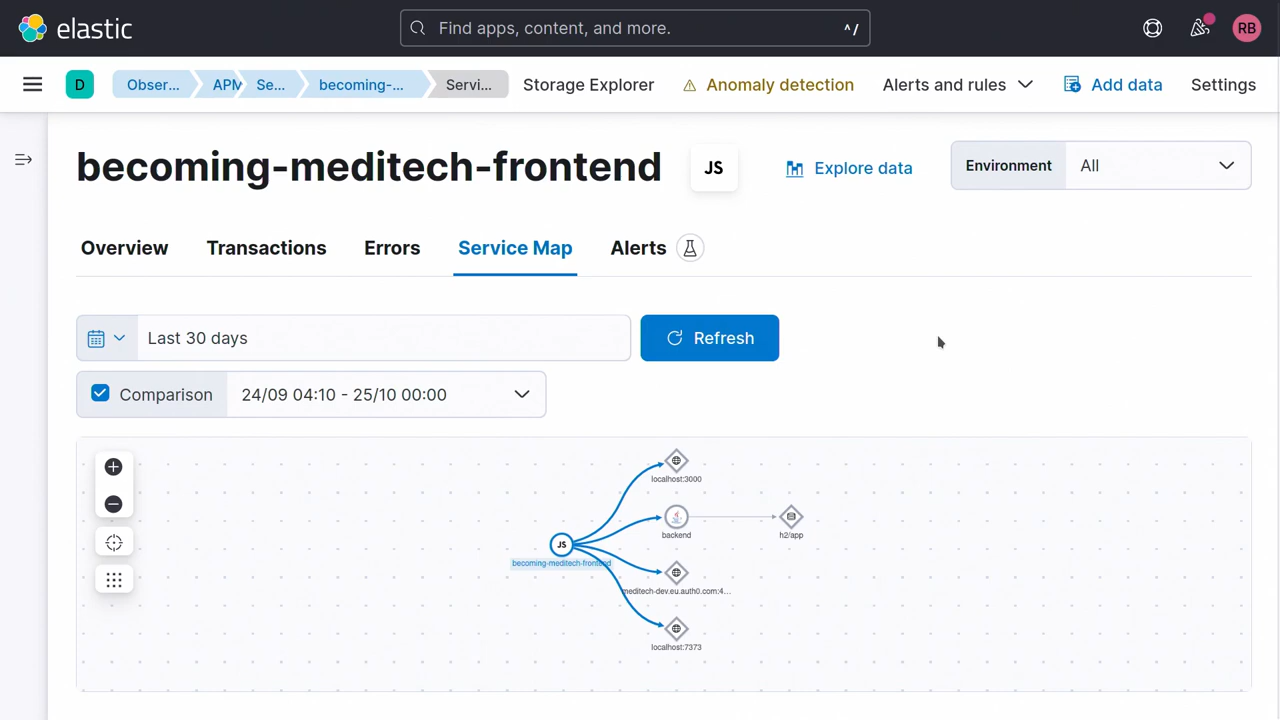 elastic
Find apps, content, and more.
^/
RB
D
Obser...
APM
Se...
becoming-...
Servi...
Storage Explorer
Anomaly detection
Alerts and rules
Add data
Settings
becoming-meditech-frontend
JS
Explore data
Environment
All
Overview
Transactions
Errors
Service Map
Alerts
Last 30 days
Refresh
Comparison
24/09 04:10 - 25/10 00:00
localhost:3000
backend
h2/app
JS
becoming-meditech-frontend
meditech-dev.eu.auth0.com:4...
localhost:7373